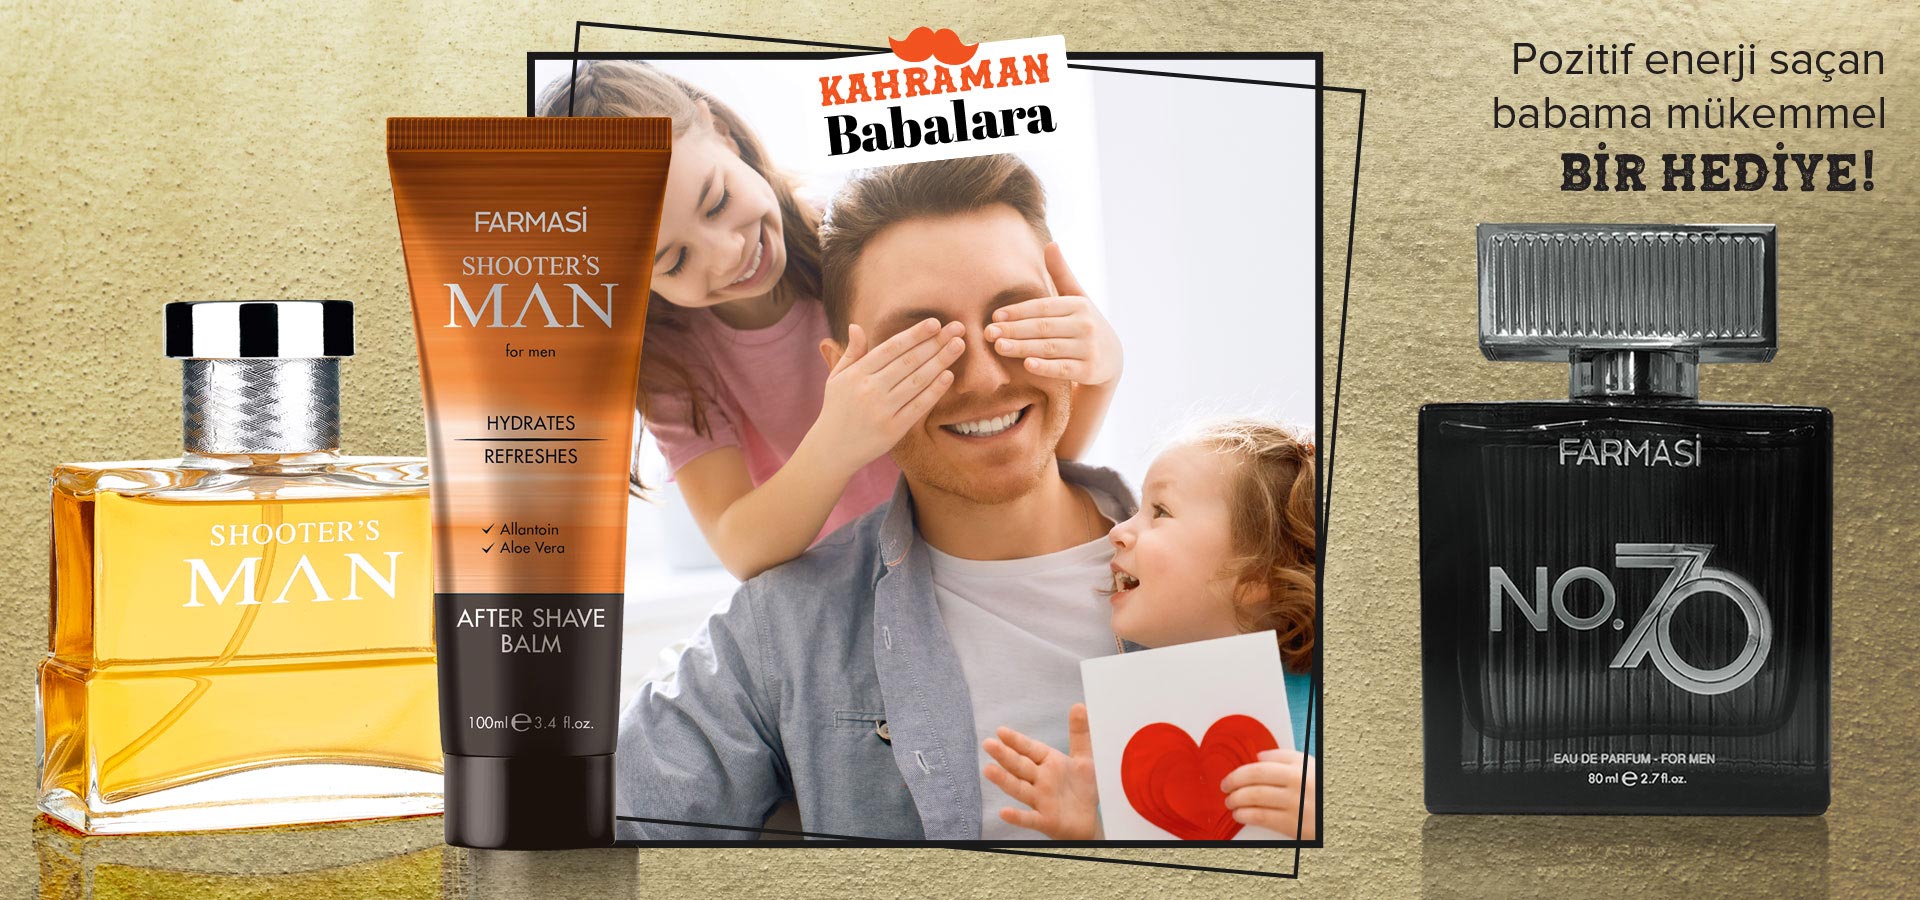 KAHRAMAN
Babalara
Pozitif enerji saçan
babama mükemmel
BİR HEDİYE!
FARMASİ
SHOOTER'S
MAN
for men
HYDRATES
REFRESHES
✓ Allantoin
✓ Aloe Vera
AFTER SHAVE
BALM
100ml ℮ 3.4 fl.oz.
SHOOTER'S
MAN
FARMASİ
NO.70
EAU DE PARFUM - FOR MEN
80 ml ℮ 2.7 fl.oz.